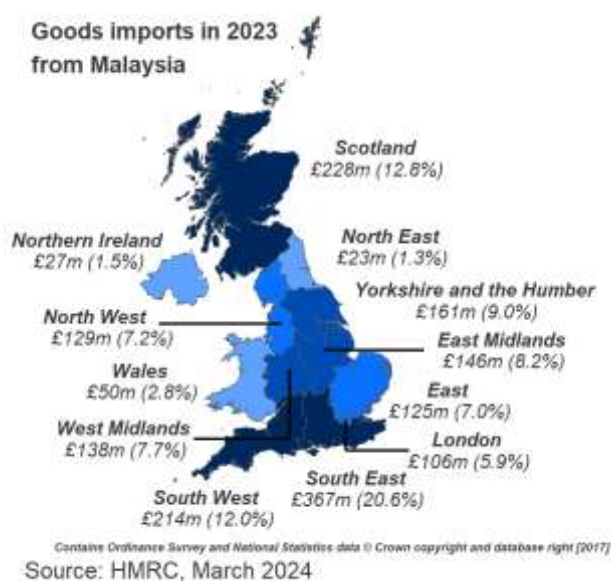 Goods imports in 2023
from Malaysia
Scotland
£228m (12.8%)
Northern Ireland
£27m (1.5%)
North East
£23m (1.3%)
Yorkshire and the Humber
£161m (9.0%)
North West
£129m (7.2%)
East Midlands
£146m (8.2%)
Wales
£50m (2.8%)
East
£125m (7.0%)
West Midlands
£138m (7.7%)
London
£106m (5.9%)
South East
£367m (20.6%)
South West
£214m (12.0%)
Contains Ordinance Survey and National Statistics data © Crown copyright and database right [2017]
Source: HMRC, March 2024